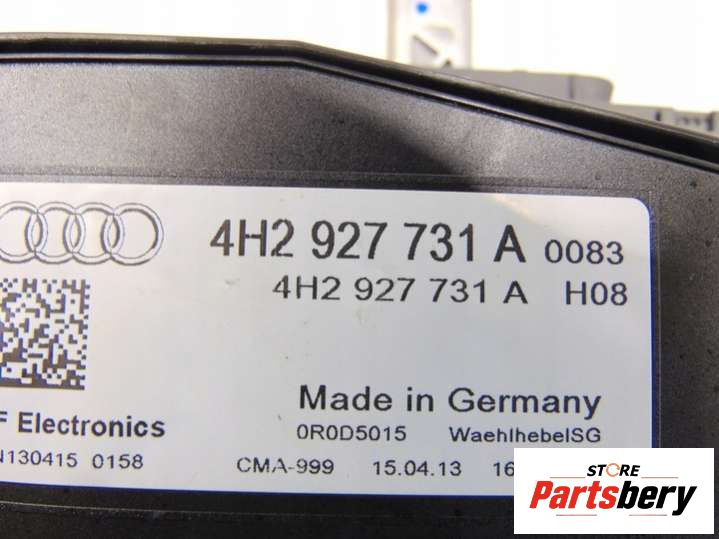 4H2 927 731 A 0083
4H2 927 731 A H08
Made in Germany
Electronics
0R0D5015 WaehlhebelSG
130415 0158
CMA-999 15.04.13 16
STORE
Partsbery